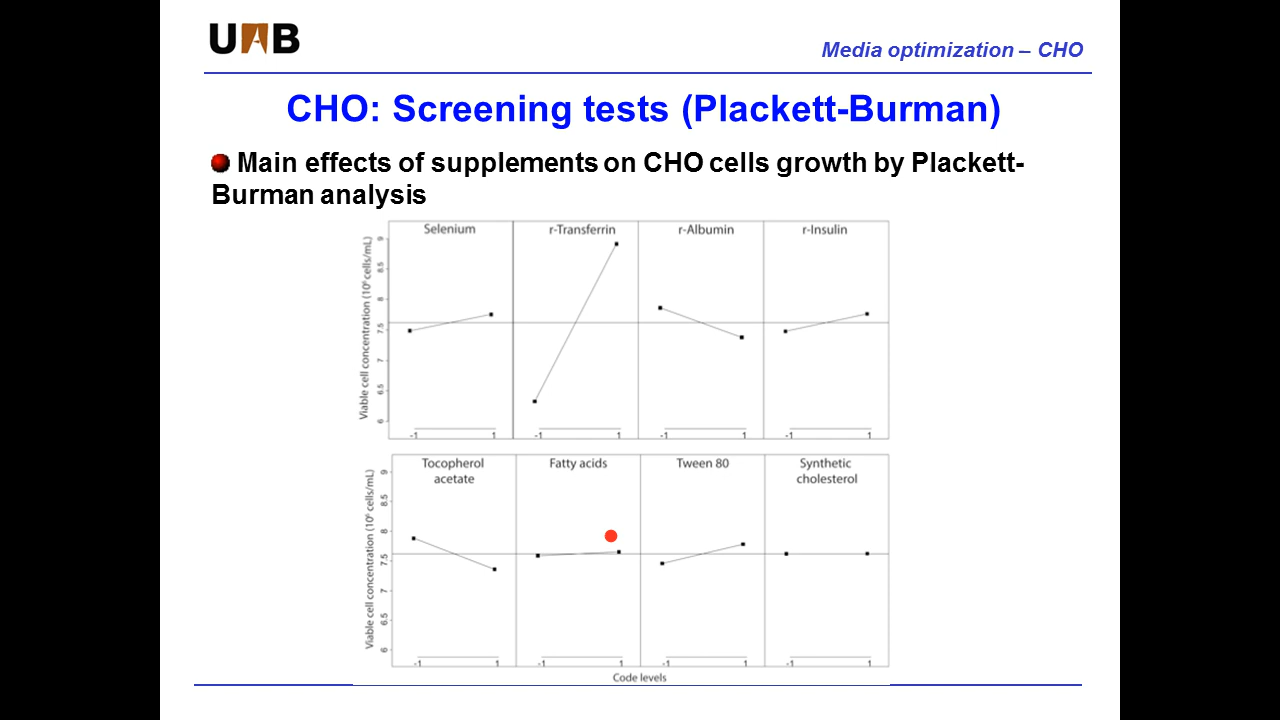 UAB
Media optimization – CHO
CHO: Screening tests (Plackett-Burman)
Main effects of supplements on CHO cells growth by Plackett-
Burman analysis
Selenium
r-Transferrin
r-Albumin
r-Insulin
Viable cell concentration (10⁶ cells/mL)
9
8.5
8
7.5
7
6.5
6
-1 1 -1 1 -1 1 -1 1
Tocopherol
acetate
Fatty acids
Tween 80
Synthetic
cholesterol
Viable cell concentration (10⁶ cells/mL)
9
8.5
8
7.5
7
6.5
6
-1 1 -1 1 -1 1 -1 1
Code levels